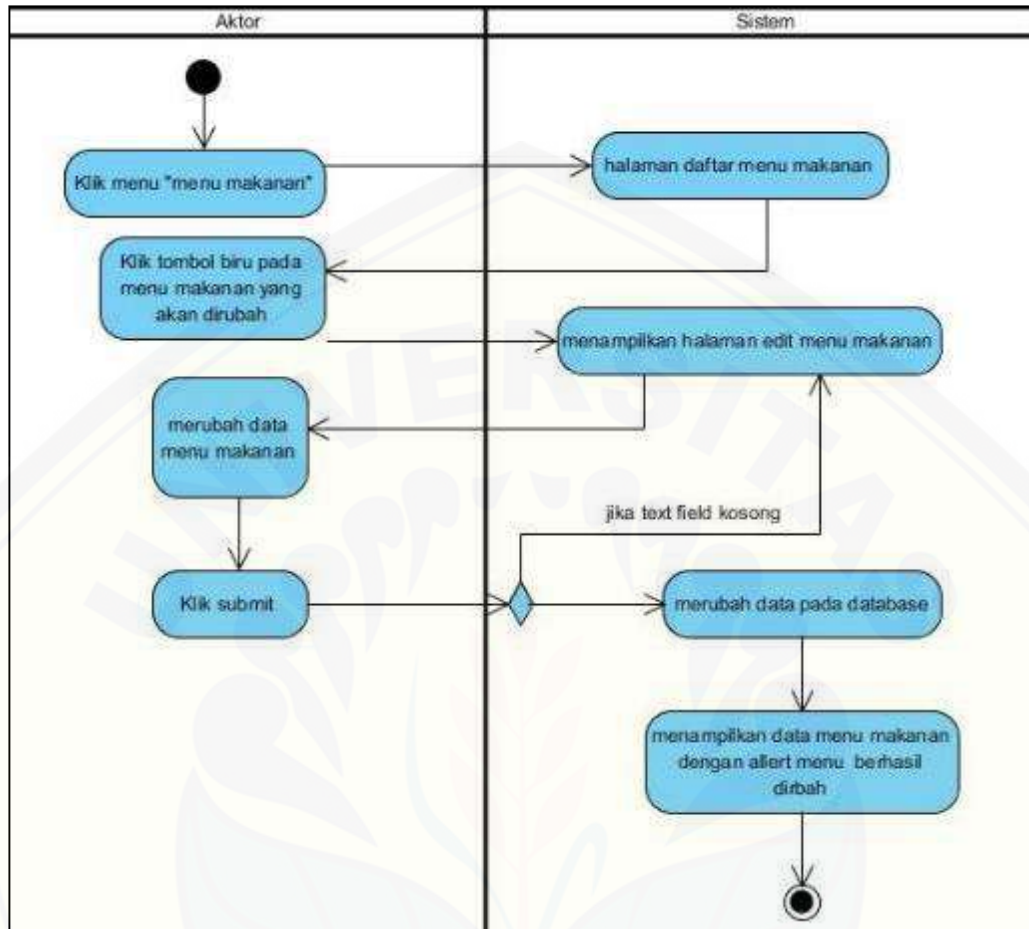 Aktor
Sistem
Klik menu "menu makanan"
halaman daftar menu makanan
Klik tombol biru pada
menu makanan yang
akan dirubah
menampilkan halaman edit menu makanan
merubah data
menu makanan
jika text field kosong
Klik submit
merubah data pada database
menampilkan data menu makanan
dengan allert menu berhasil
dirbah
UNIVERSITAS